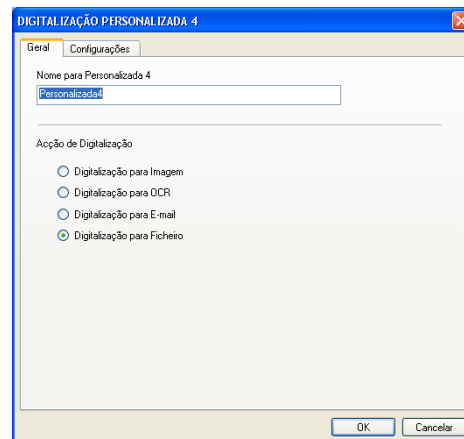 DIGITALIZAÇÃO PERSONALIZADA 4
Geral Configurações
Nome para Personalizada 4
Personalizada4
Acção de Digitalização
Digitalização para Imagem
Digitalização para OCR
Digitalização para E-mail
Digitalização para Ficheiro
OK Cancelar